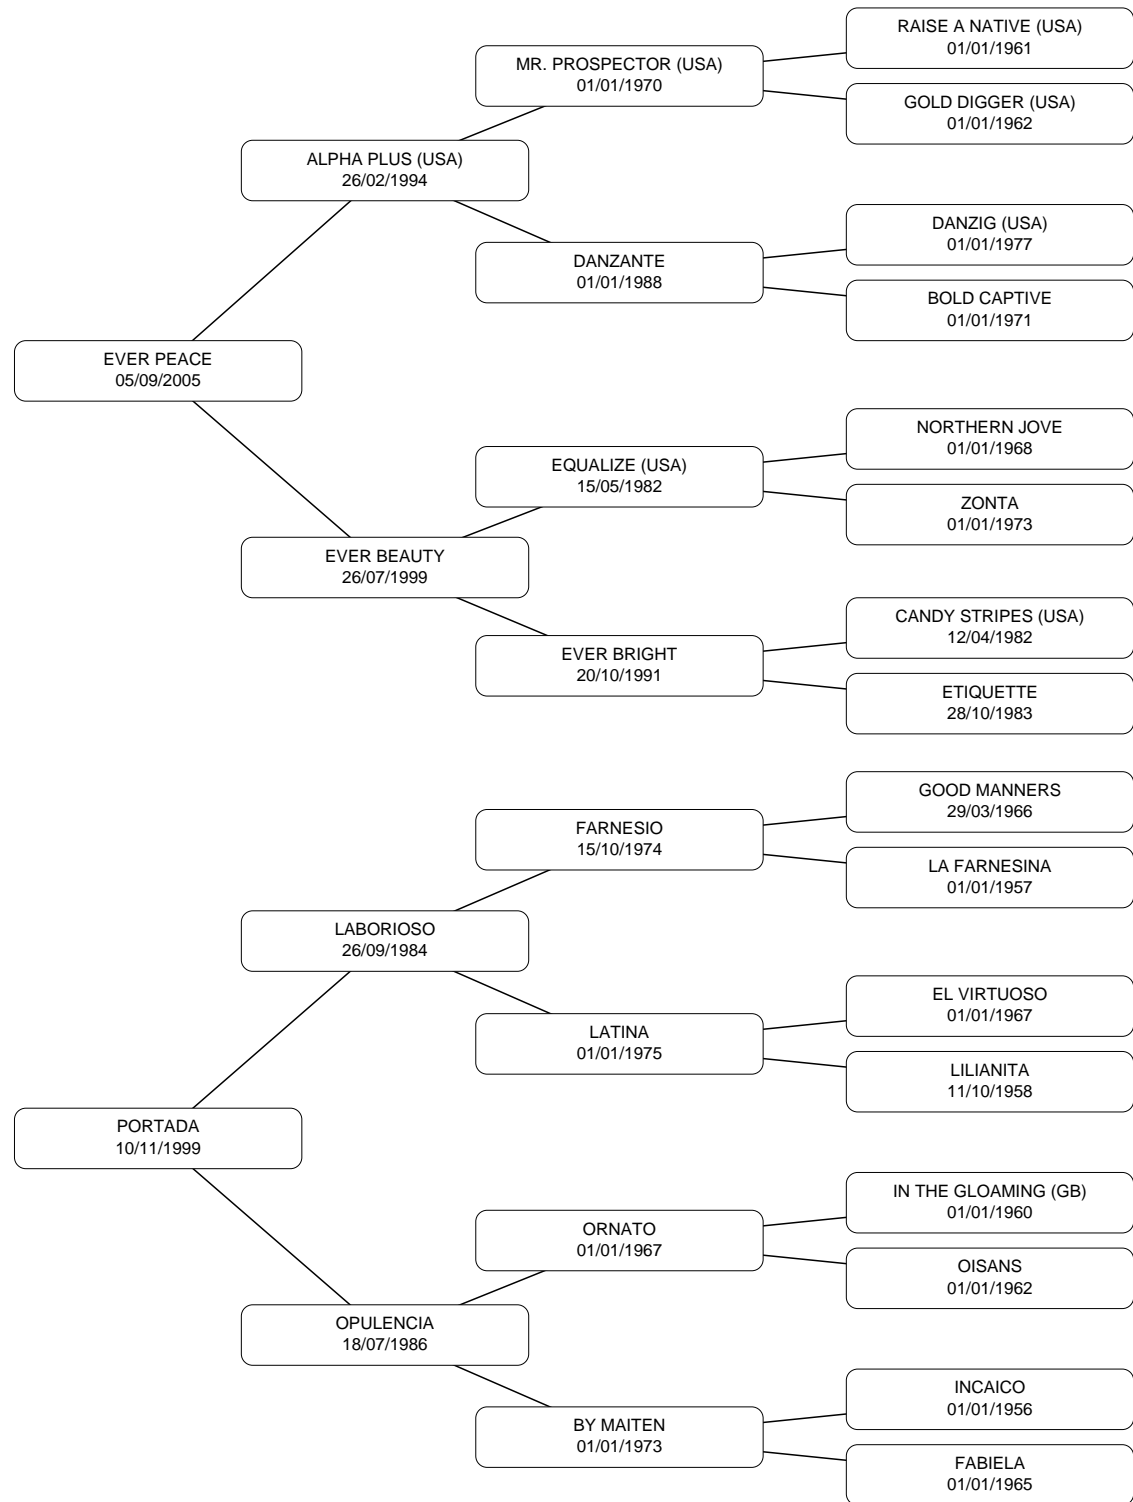 RAISE A NATIVE (USA)
01/01/1961
MR. PROSPECTOR (USA)
01/01/1970
GOLD DIGGER (USA)
01/01/1962
ALPHA PLUS (USA)
26/02/1994
DANZIG (USA)
01/01/1977
DANZANTE
01/01/1988
BOLD CAPTIVE
01/01/1971
EVER PEACE
05/09/2005
NORTHERN JOVE
01/01/1968
EQUALIZE (USA)
15/05/1982
ZONTA
01/01/1973
EVER BEAUTY
26/07/1999
CANDY STRIPES (USA)
12/04/1982
EVER BRIGHT
20/10/1991
ETIQUETTE
28/10/1983
GOOD MANNERS
29/03/1966
FARNESIO
15/10/1974
LA FARNESINA
01/01/1957
LABORIOSO
26/09/1984
EL VIRTUOSO
01/01/1967
LATINA
01/01/1975
LILIANITA
11/10/1958
PORTADA
10/11/1999
IN THE GLOAMING (GB)
01/01/1960
ORNATO
01/01/1967
OISANS
01/01/1962
OPULENCIA
18/07/1986
INCAICO
01/01/1956
BY MAITEN
01/01/1973
FABIELA
01/01/1965